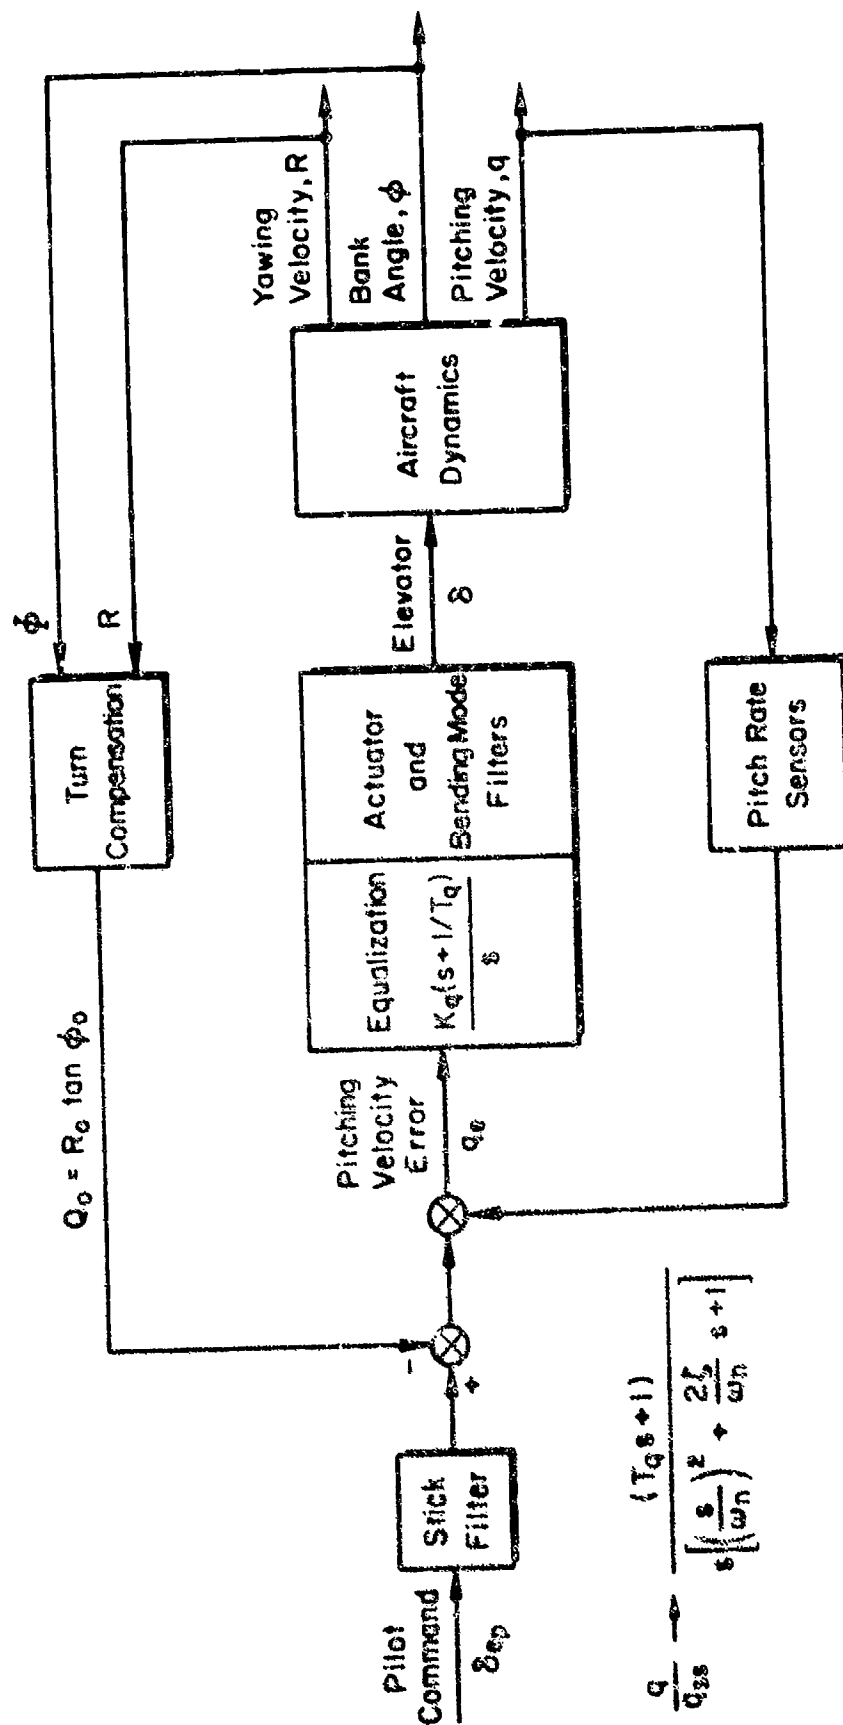 Φ
R
Turn
Compensation
Q₀ = R₀ tan ϕ₀
Yawing
Velocity, R
Bank
Angle, ϕ
Pitching
Velocity, q
Pilot
Command
δep
Stick
Filter
-
+
Pitching
Velocity
Error
qe
Equalization
Kq(s+1/Tq)
s
Actuator
and
Bending Mode
Filters
Elevator
δ
Aircraft
Dynamics
Pitch Rate
Sensors
q
qss
(Tq s + 1)
s[(s/ωn)² + 2ζ/ωn s + 1]